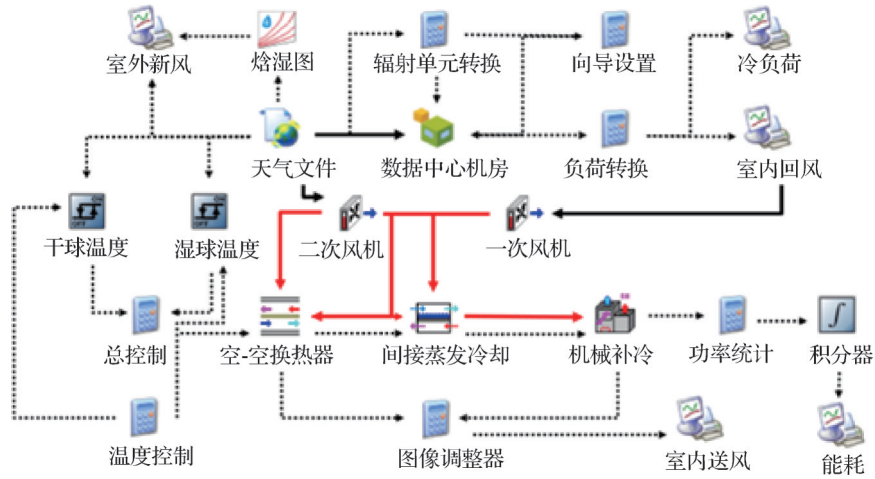 室外新风
焓湿图
辐射单元转换
向导设置
冷负荷
天气文件
数据中心机房
负荷转换
室内回风
干球温度
湿球温度
二次风机
一次风机
总控制
空-空换热器
间接蒸发冷却
机械补冷
功率统计
积分器
温度控制
图像调整器
室内送风
能耗